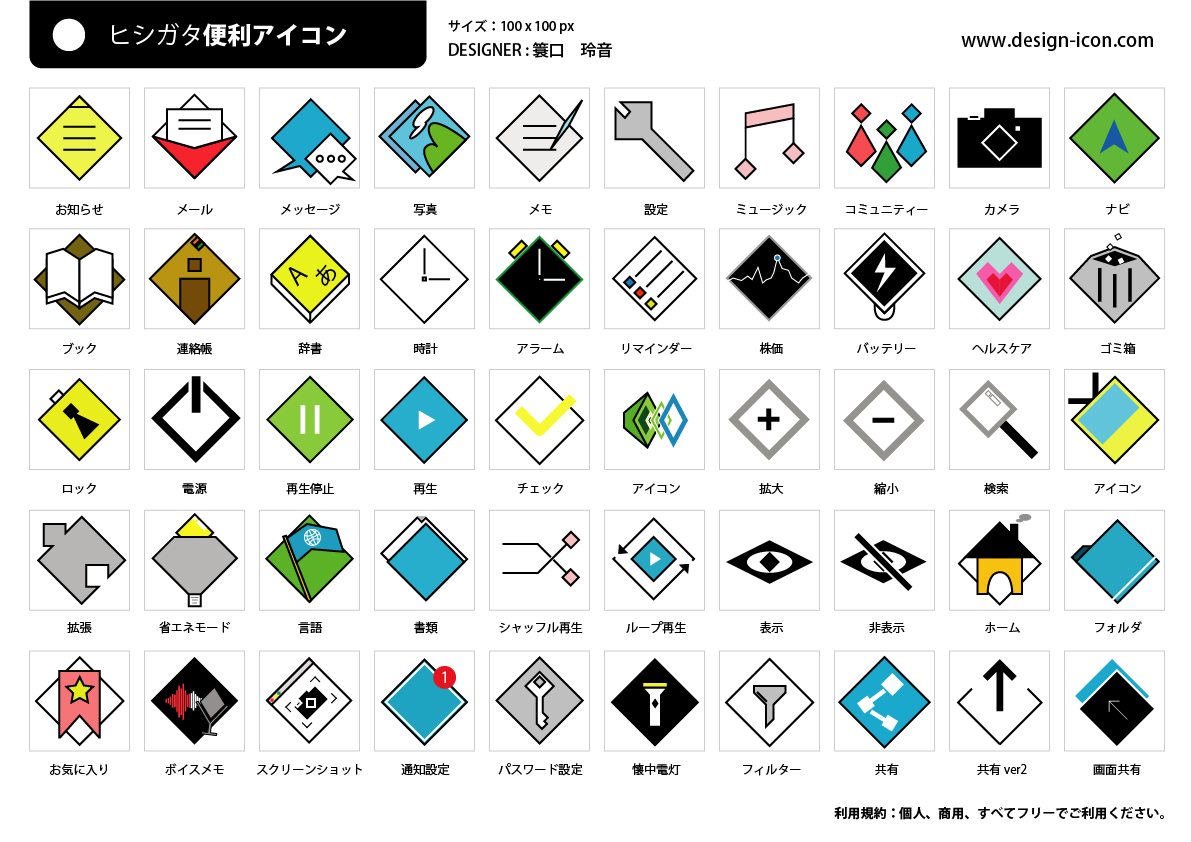 ヒシガタ便利アイコン
サイズ：100 x 100 px
DESIGNER : 簑口　玲音
www.design-icon.com
お知らせ
メール
メッセージ
写真
メモ
設定
ミュージック
コミュニティー
カメラ
ナビ
A
あ
ブック
連絡帳
辞書
時計
アラーム
リマインダー
株価
バッテリー
ヘルスケア
ゴミ箱
ロック
電源
再生停止
再生
チェック
アイコン
拡大
縮小
検索
アイコン
拡張
省エネモード
言語
書類
シャッフル再生
ループ再生
表示
非表示
ホーム
フォルダ
1
お気に入り
ボイスメモ
スクリーンショット
通知設定
パスワード設定
懐中電灯
フィルター
共有
共有 ver2
画面共有
利用規約：個人、商用、すべてフリーでご利用ください。